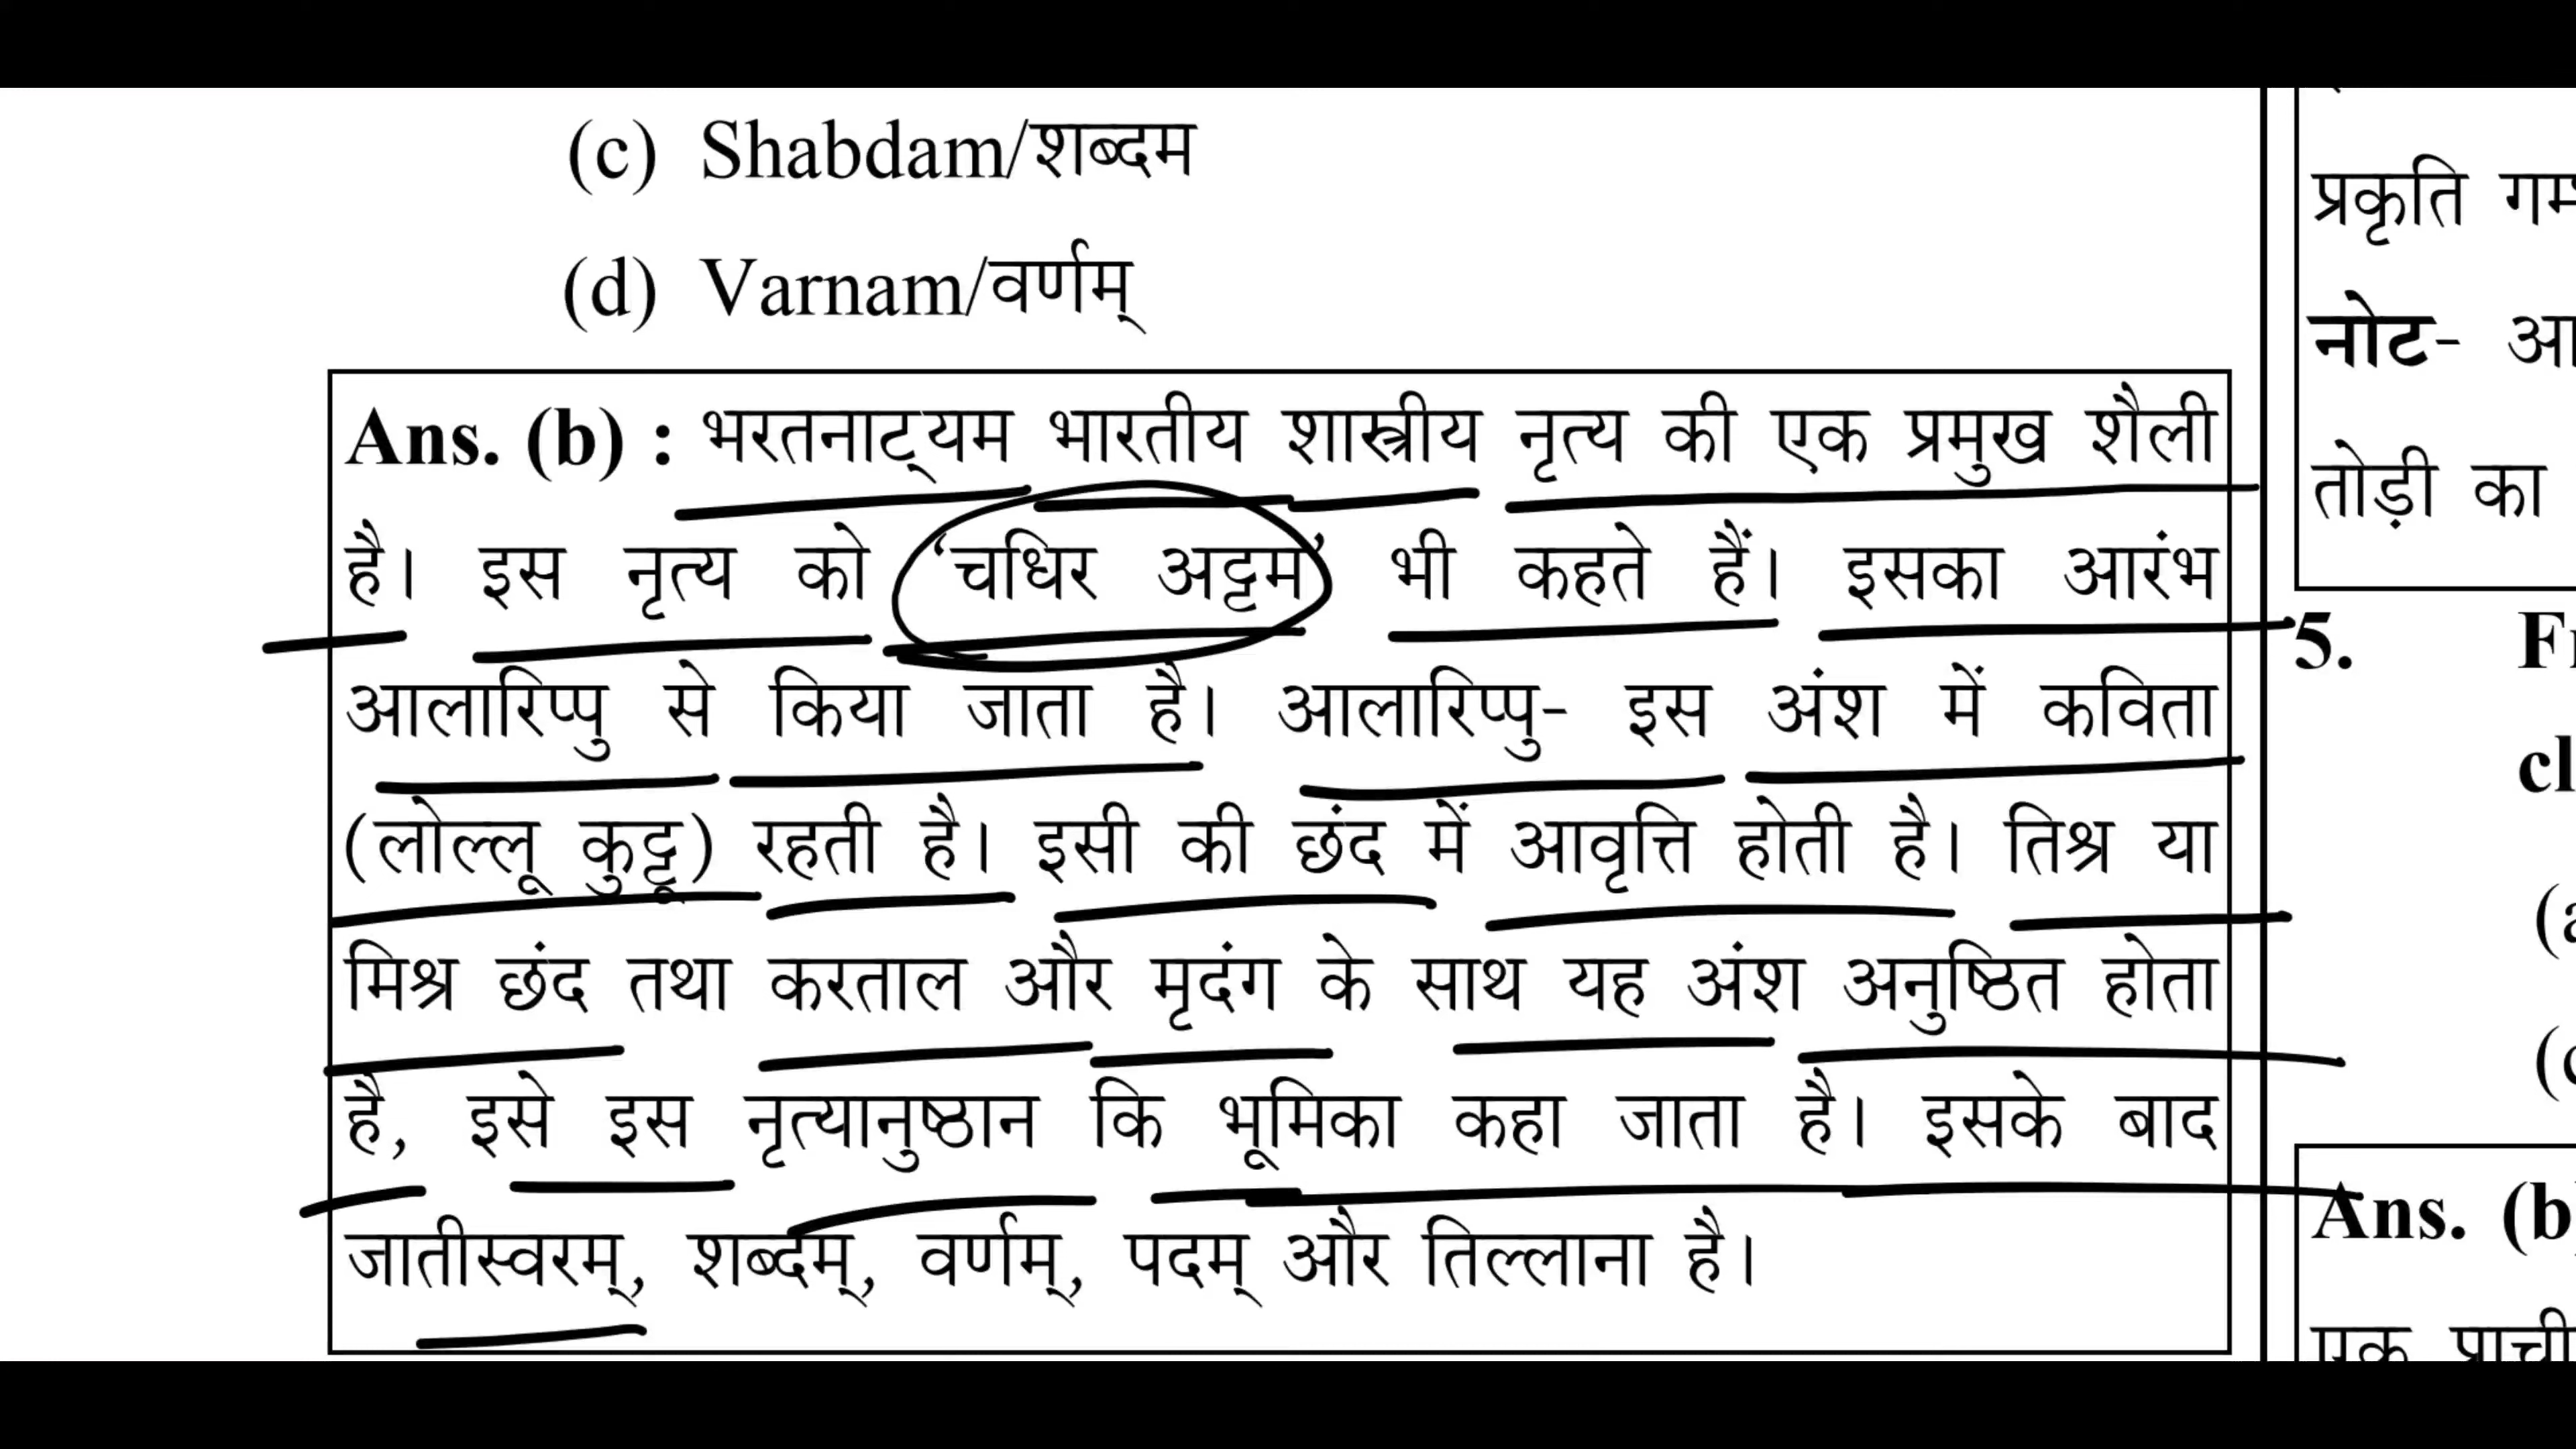 (c) Shabdam/शब्दम
(d) Varnam/वर्णम्
Ans. (b) : भरतनाट्यम भारतीय शास्त्रीय नृत्य की एक प्रमुख शैली
है। इस नृत्य को ‘चधिर अट्टम’ भी कहते हैं। इसका आरंभ
आलारिप्पु से किया जाता है। आलारिप्पु- इस अंश में कविता
(लोल्लू कुट्टू) रहती है। इसी की छंद में आवृत्ति होती है। तिश्र या
मिश्र छंद तथा करताल और मृदंग के साथ यह अंश अनुष्ठित होता
है, इसे इस नृत्यानुष्ठान कि भूमिका कहा जाता है। इसके बाद
जातीस्वरम्, शब्दम्, वर्णम्, पदम् और तिल्लाना है।
प्रकृति
नोट-
तोड़ी का
5.
Ans. (b)
एक